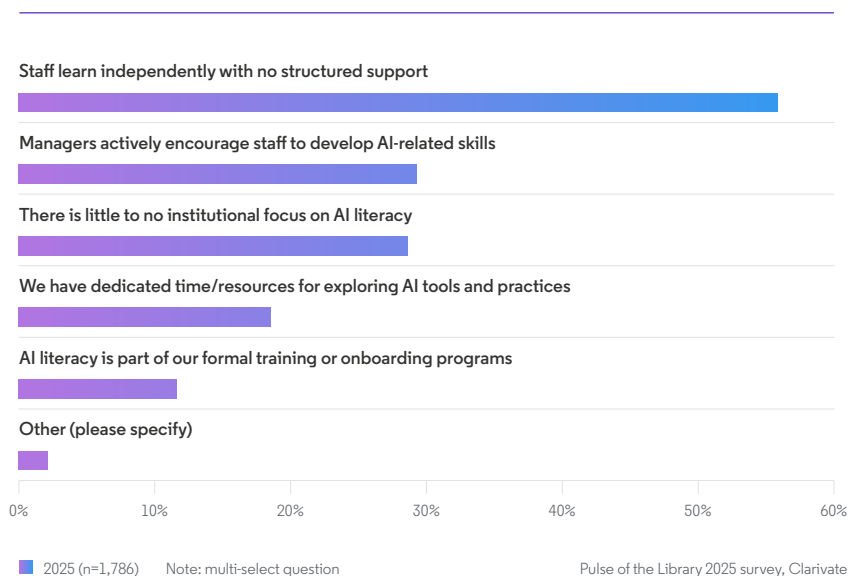 Staff learn independently with no structured support
Managers actively encourage staff to develop AI-related skills
There is little to no institutional focus on AI literacy
We have dedicated time/resources for exploring AI tools and practices
AI literacy is part of our formal training or onboarding programs
Other (please specify)
0% 10% 20% 30% 40% 50% 60%
2025 (n=1,786) Note: multi-select question Pulse of the Library 2025 survey, Clarivate